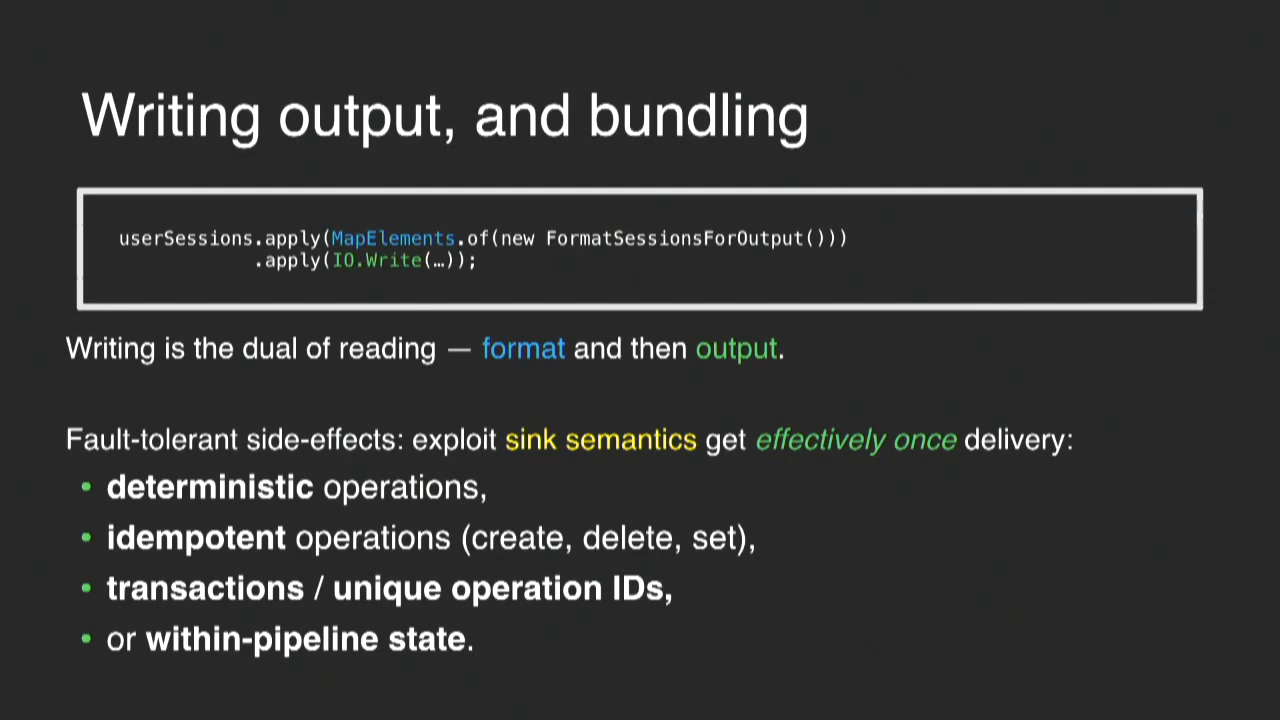 Writing output, and bundling
userSessions.apply(MapElements.of(new FormatSessionsForOutput()))
.apply(IO.Write(…));
Writing is the dual of reading — format and then output.
Fault-tolerant side-effects: exploit sink semantics get effectively once delivery:
• deterministic operations,
• idempotent operations (create, delete, set),
• transactions / unique operation IDs,
• or within-pipeline state.